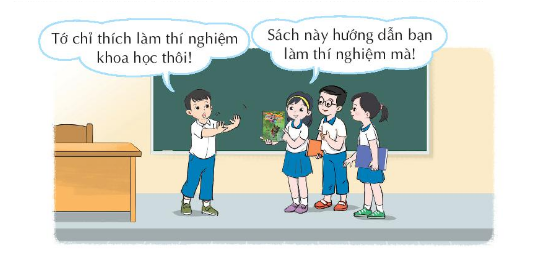 Tớ chỉ thích làm thí nghiệm
khoa học thôi!
Sách này hướng dẫn bạn
làm thí nghiệm mà!